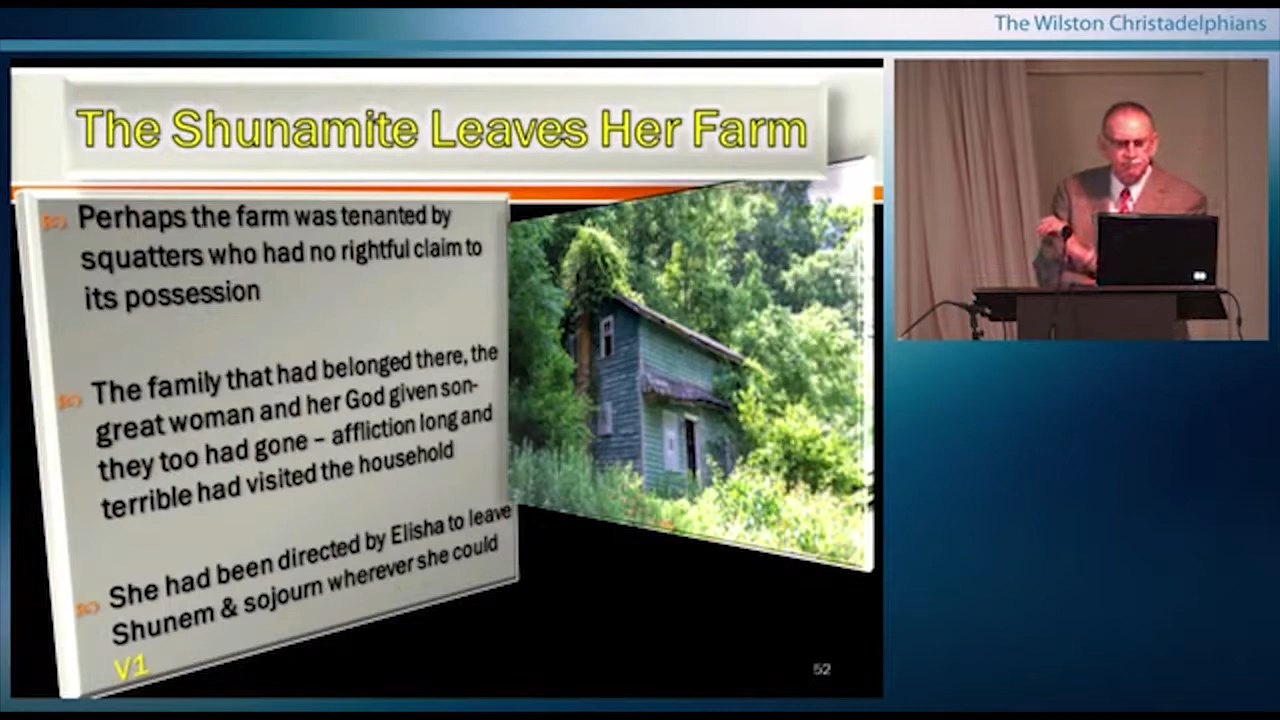 The Wilston Christadelphians
The Shunamite Leaves Her Farm
Perhaps the farm was tenanted by
squatters who had no rightful claim to
its possession
The family that had belonged there, the
great woman and her God given son-
they too had gone – affliction long and
terrible had visited the household
She had been directed by Elisha to leave
Shunem & sojourn wherever she could
V1
52